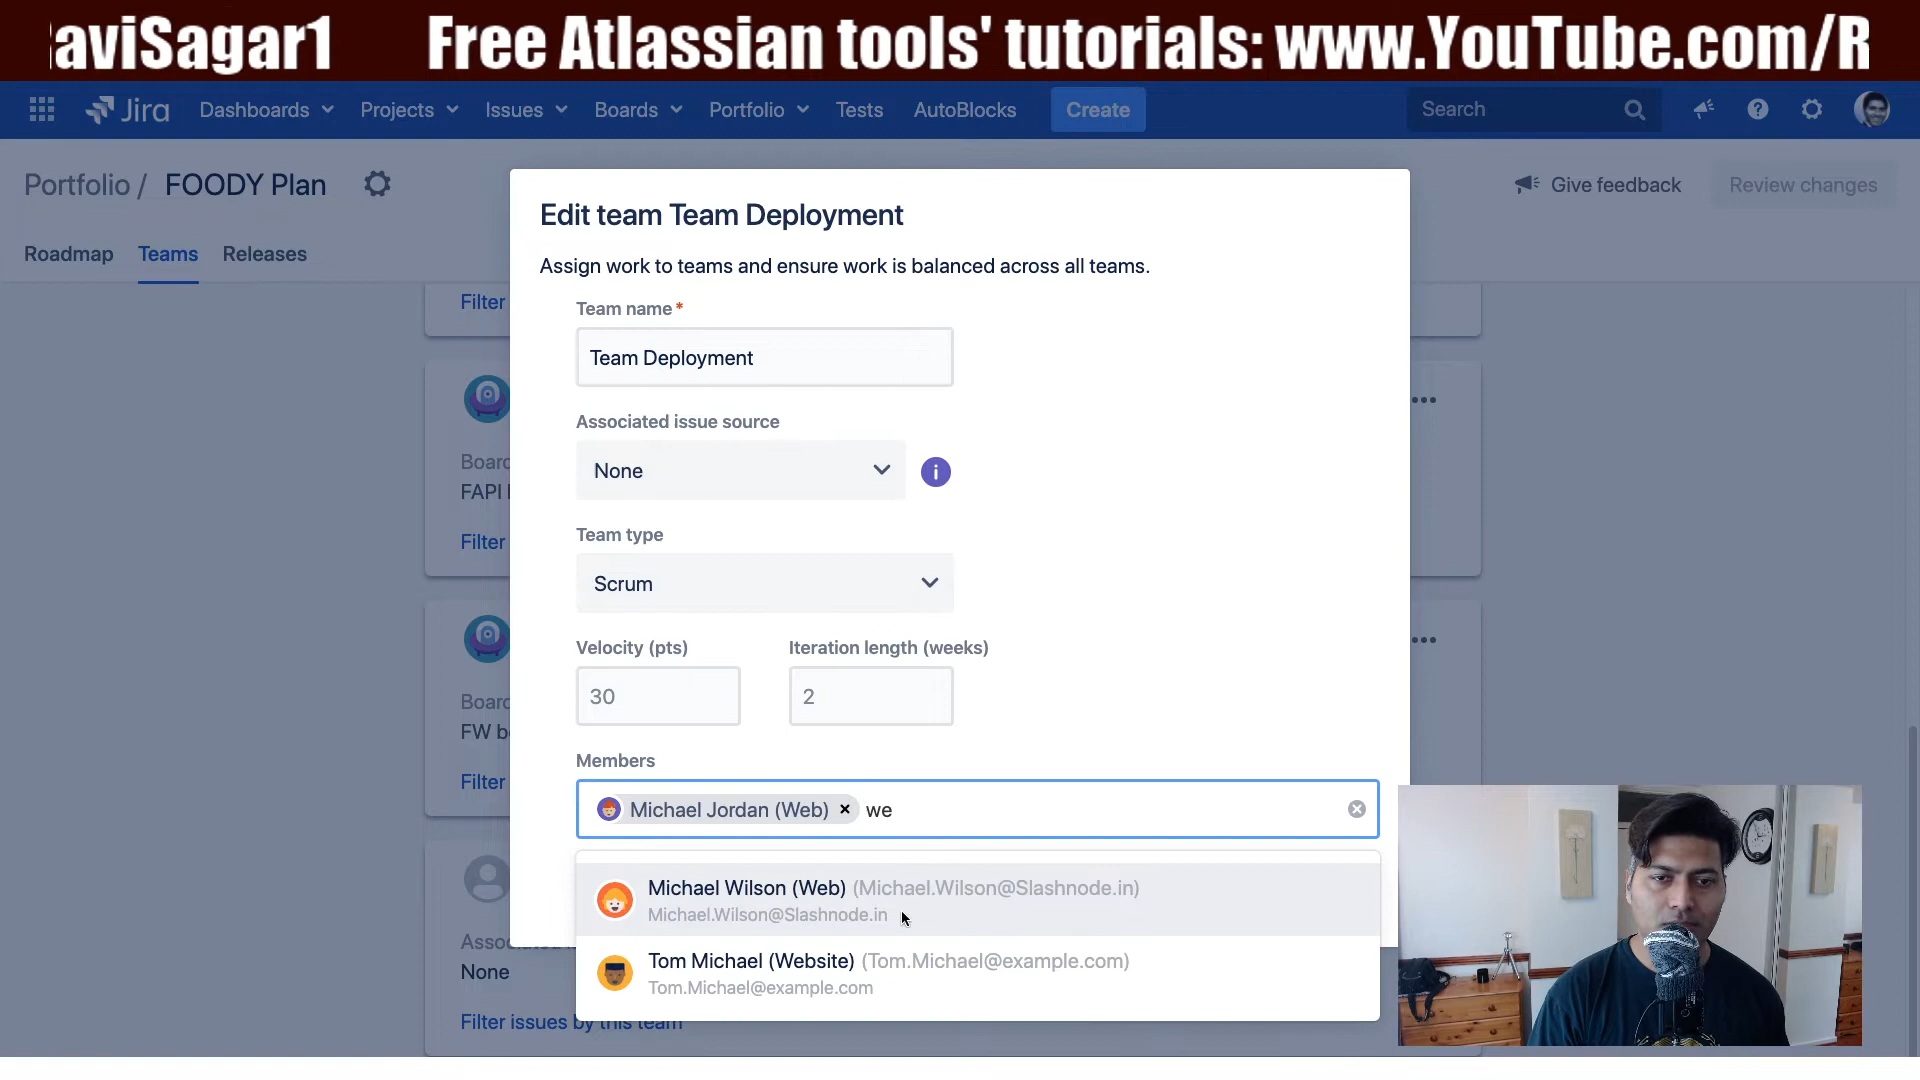 aviSagar1 Free Atlassian tools' tutorials: www.YouTube.com/R
Jira Dashboards Projects Issues Boards Portfolio Tests AutoBlocks Create Search
Portfolio / FOODY Plan Give feedback Review changes
Roadmap Teams Releases
Edit team Team Deployment
Assign work to teams and ensure work is balanced across all teams.
Team name*
Team Deployment
Associated issue source
None
Team type
Scrum
Velocity (pts) Iteration length (weeks)
30 2
Members
Michael Jordan (Web) × we
Michael Wilson (Web) (Michael.Wilson@Slashnode.in)
Michael.Wilson@Slashnode.in
Tom Michael (Website) (Tom.Michael@example.com)
Tom.Michael@example.com
Filter
Board
FAPI
Filter
Board
FW bo
Filter
Assoc
None
Filter issues by this team